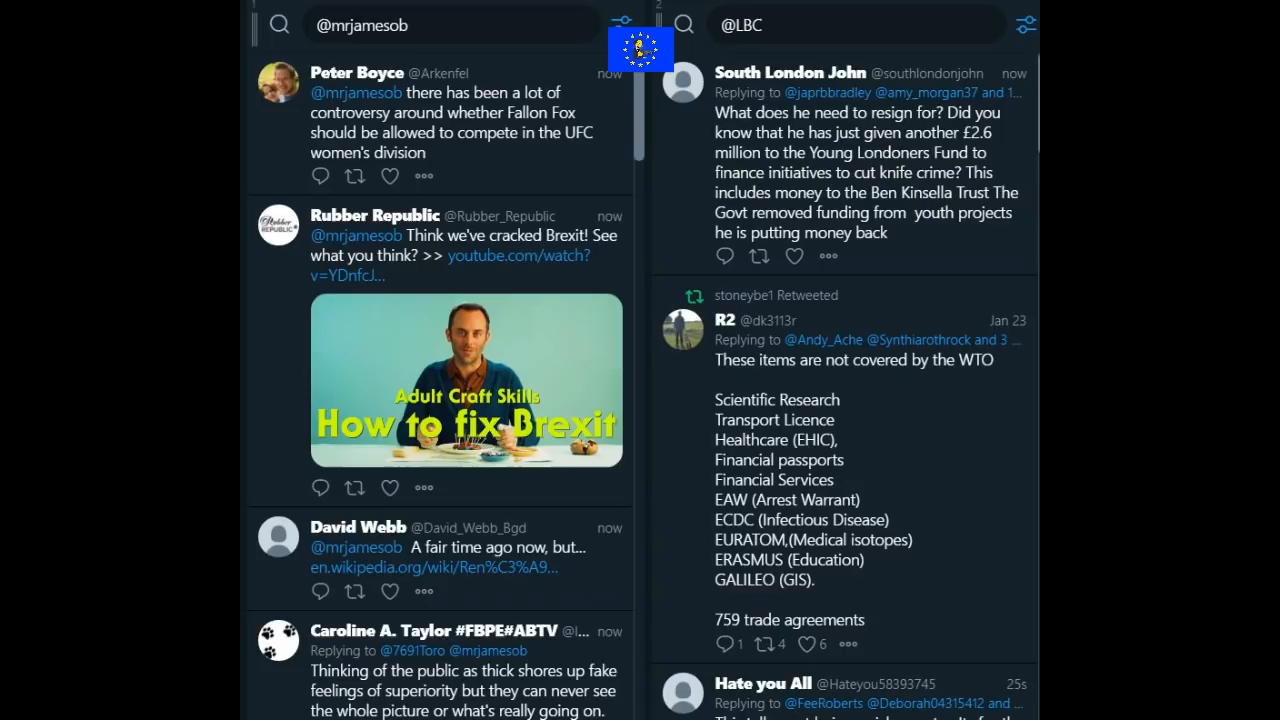 1
@mrjamesob
Peter Boyce @Arkenfel now
@mrjamesob there has been a lot of
controversy around whether Fallon Fox
should be allowed to compete in the UFC
women's division
Rubber Republic @Rubber_Republic now
@mrjamesob Think we've cracked Brexit! See
what you think? >> youtube.com/watch?
v=YDnfcJ...
Rubber
REPUBLIC
Adult Craft Skills
How to fix Brexit
David Webb @David_Webb_Bgd now
@mrjamesob A fair time ago now, but...
en.wikipedia.org/wiki/Ren%C3%A9...
Caroline A. Taylor #FBPE#ABTV @l... now
Replying to @7691Toro @mrjamesob
Thinking of the public as thick shores up fake
feelings of superiority but they can never see
the whole picture or what's really going on.
2
@LBC
South London John @southlondonjohn now
Replying to @japrbbradley @amy_morgan37 and 1...
What does he need to resign for? Did you
know that he has just given another £2.6
million to the Young Londoners Fund to
finance initiatives to cut knife crime? This
includes money to the Ben Kinsella Trust The
Govt removed funding from youth projects
he is putting money back
stoneybe1 Retweeted
R2 @dk3113r Jan 23
Replying to @Andy_Ache @Synthiarothrock and 3 ...
These items are not covered by the WTO
Scientific Research
Transport Licence
Healthcare (EHIC),
Financial passports
Financial Services
EAW (Arrest Warrant)
ECDC (Infectious Disease)
EURATOM,(Medical isotopes)
ERASMUS (Education)
GALILEO (GIS).
759 trade agreements
1 4 6
Hate you All @Hateyou58393745 25s
Replying to @FeeRoberts @Deborah04315412 and ...